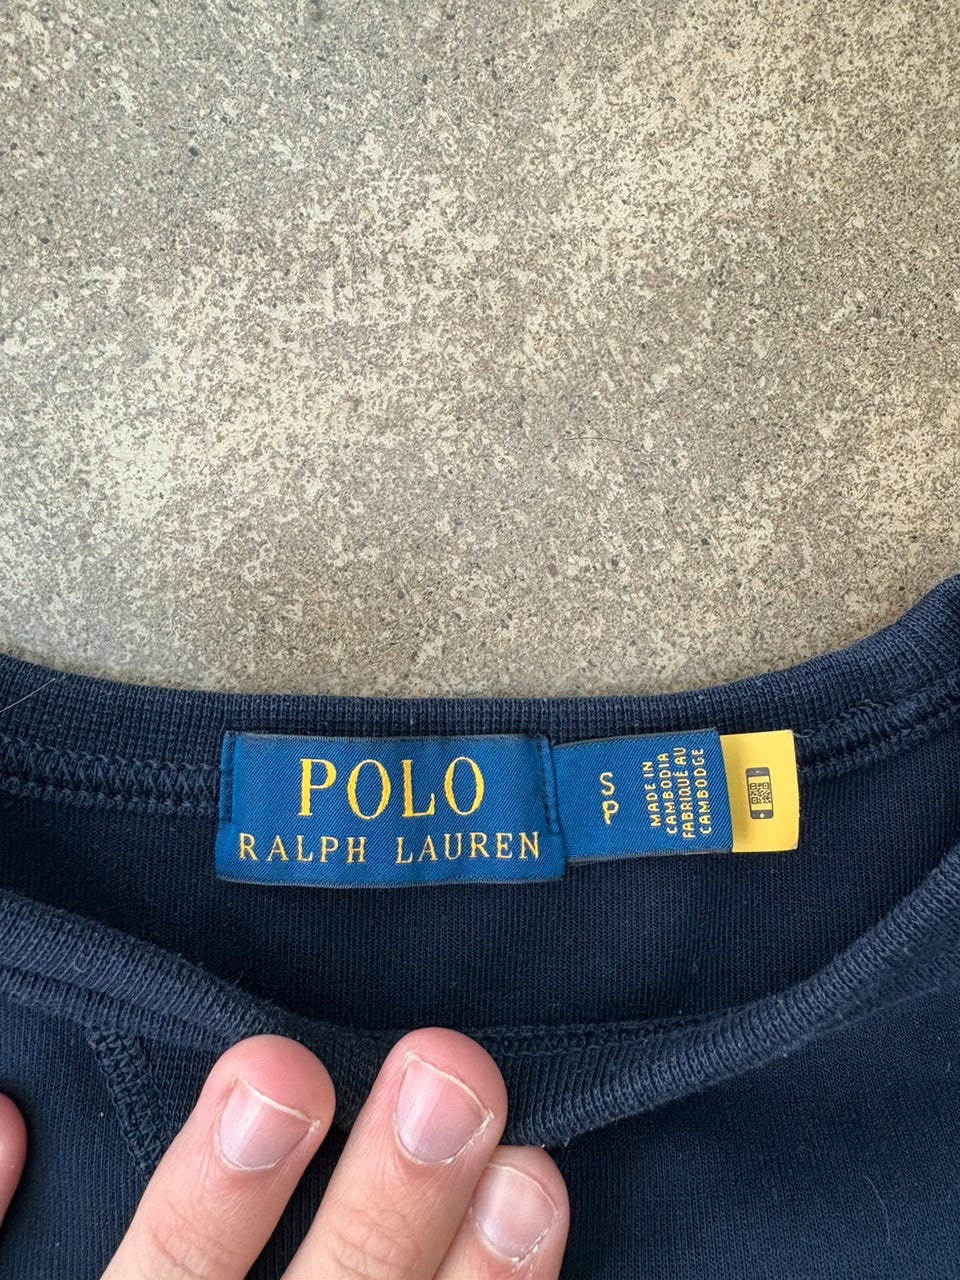 POLO
RALPH LAUREN
S
P
MADE IN
CAMBODIA
FABRIQUÉ AU
CAMBODGE